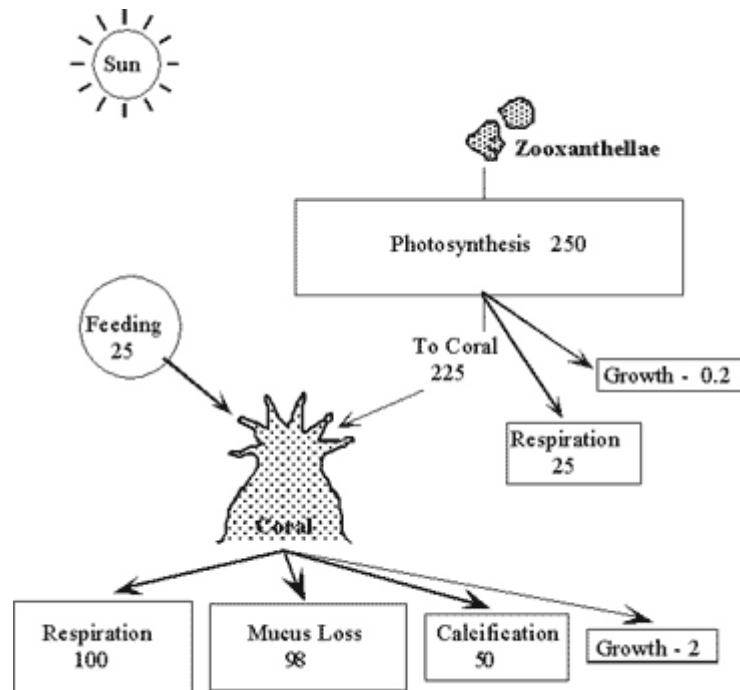 Sun
Zooxanthellae
Photosynthesis 250
Feeding
25
To Coral
225
Growth - 0.2
Respiration
25
Coral
Respiration
100
Mucus Loss
98
Calcification
50
Growth - 2